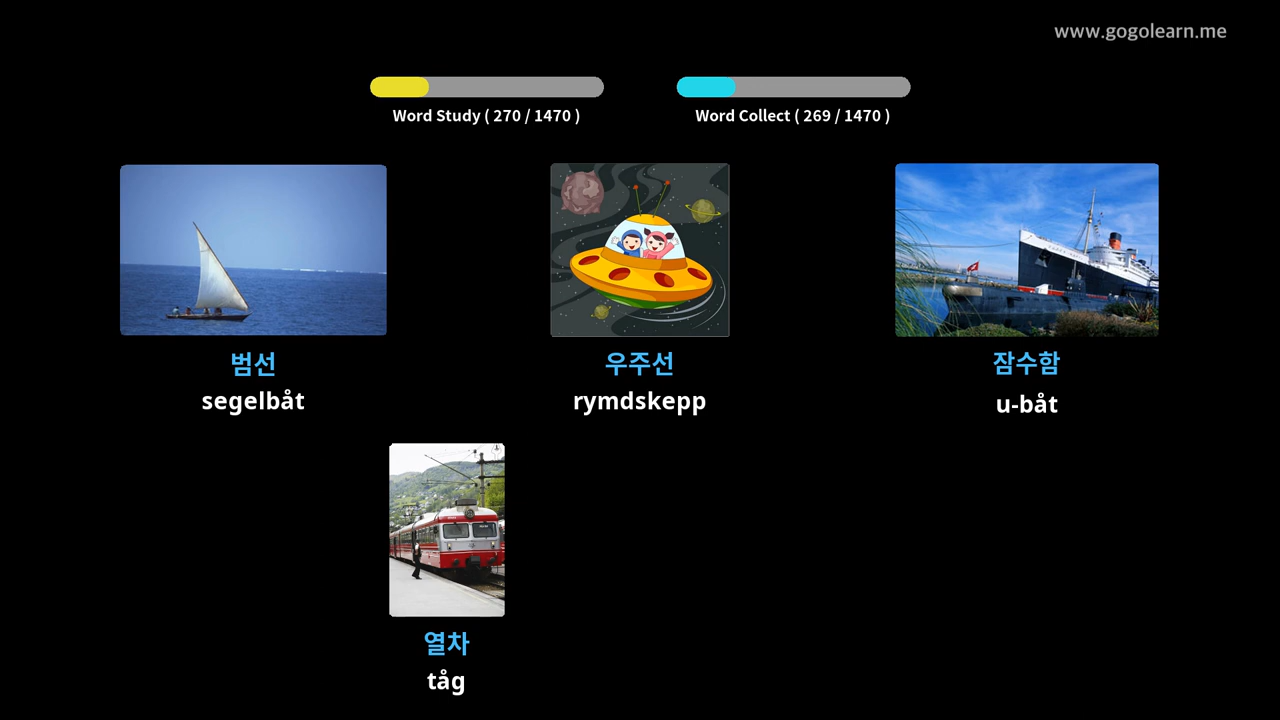 www.gogolearn.me
Word Study ( 270 / 1470 )
Word Collect ( 269 / 1470 )
범선
segelbåt
우주선
rymdskepp
잠수함
u-båt
열차
tåg